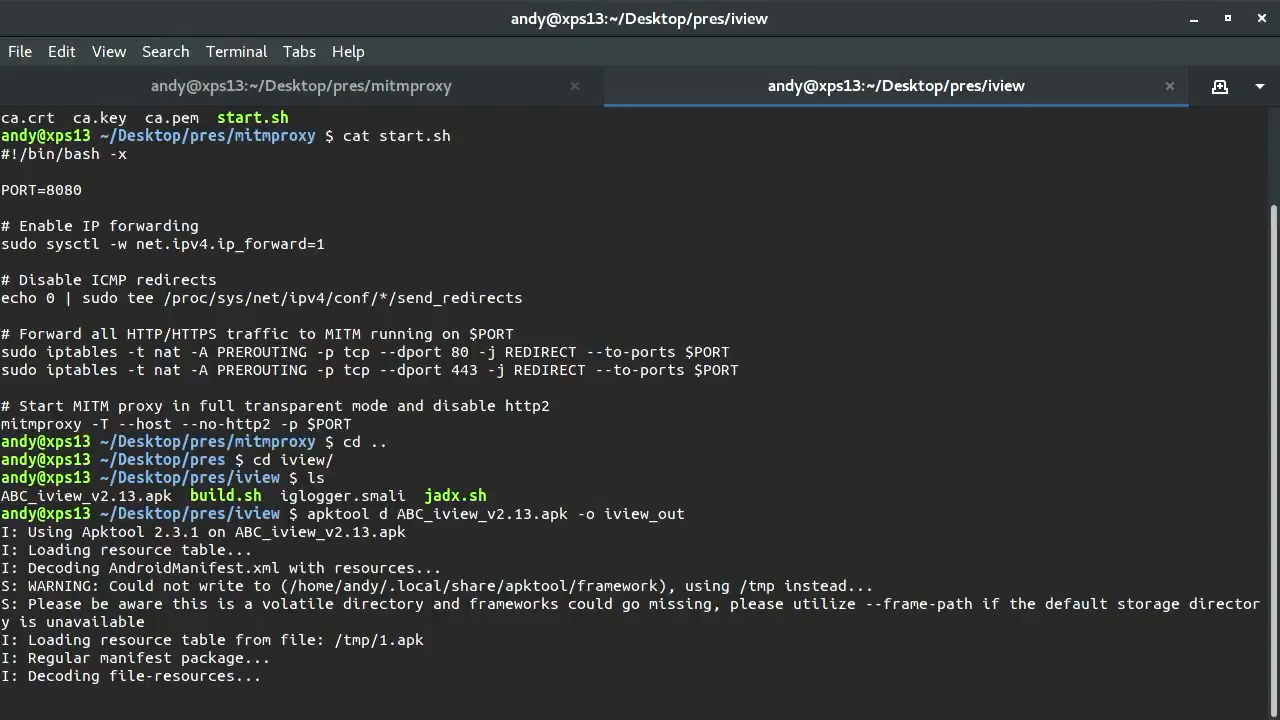 andy@xps13:~/Desktop/pres/iview
File Edit View Search Terminal Tabs Help
andy@xps13:~/Desktop/pres/mitmproxy × andy@xps13:~/Desktop/pres/iview ×
ca.crt  ca.key  ca.pem  start.sh
andy@xps13 ~/Desktop/pres/mitmproxy $ cat start.sh
#!/bin/bash -x
PORT=8080
# Enable IP forwarding
sudo sysctl -w net.ipv4.ip_forward=1
# Disable ICMP redirects
echo 0 | sudo tee /proc/sys/net/ipv4/conf/*/send_redirects
# Forward all HTTP/HTTPS traffic to MITM running on $PORT
sudo iptables -t nat -A PREROUTING -p tcp --dport 80 -j REDIRECT --to-ports $PORT
sudo iptables -t nat -A PREROUTING -p tcp --dport 443 -j REDIRECT --to-ports $PORT
# Start MITM proxy in full transparent mode and disable http2
mitmproxy -T --host --no-http2 -p $PORT
andy@xps13 ~/Desktop/pres/mitmproxy $ cd ..
andy@xps13 ~/Desktop/pres $ cd iview/
andy@xps13 ~/Desktop/pres/iview $ ls
ABC_iview_v2.13.apk  build.sh  iglogger.smali  jadx.sh
andy@xps13 ~/Desktop/pres/iview $ apktool d ABC_iview_v2.13.apk -o iview_out
I: Using Apktool 2.3.1 on ABC_iview_v2.13.apk
I: Loading resource table...
I: Decoding AndroidManifest.xml with resources...
S: WARNING: Could not write to (/home/andy/.local/share/apktool/framework), using /tmp instead...
S: Please be aware this is a volatile directory and frameworks could go missing, please utilize --frame-path if the default storage director
y is unavailable
I: Loading resource table from file: /tmp/1.apk
I: Regular manifest package...
I: Decoding file-resources...